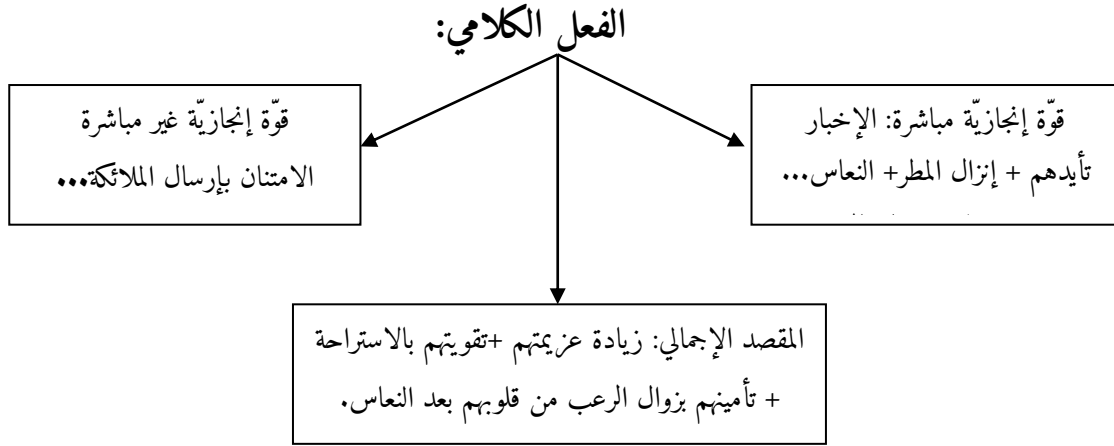 الفعل الكلامي:
قوّة إنجازيّة مباشرة: الإخبار
تأيدهم + إنزال المطر+ النعاس...
قوّة إنجازيّة غير مباشرة
الامتنان بإرسال الملائكة...
المقصد الإجمالي: زيادة عزيمتهم +تقويتهم بالاستراحة
+ تأمينهم بزوال الرعب من قلوبهم بعد النعاس.